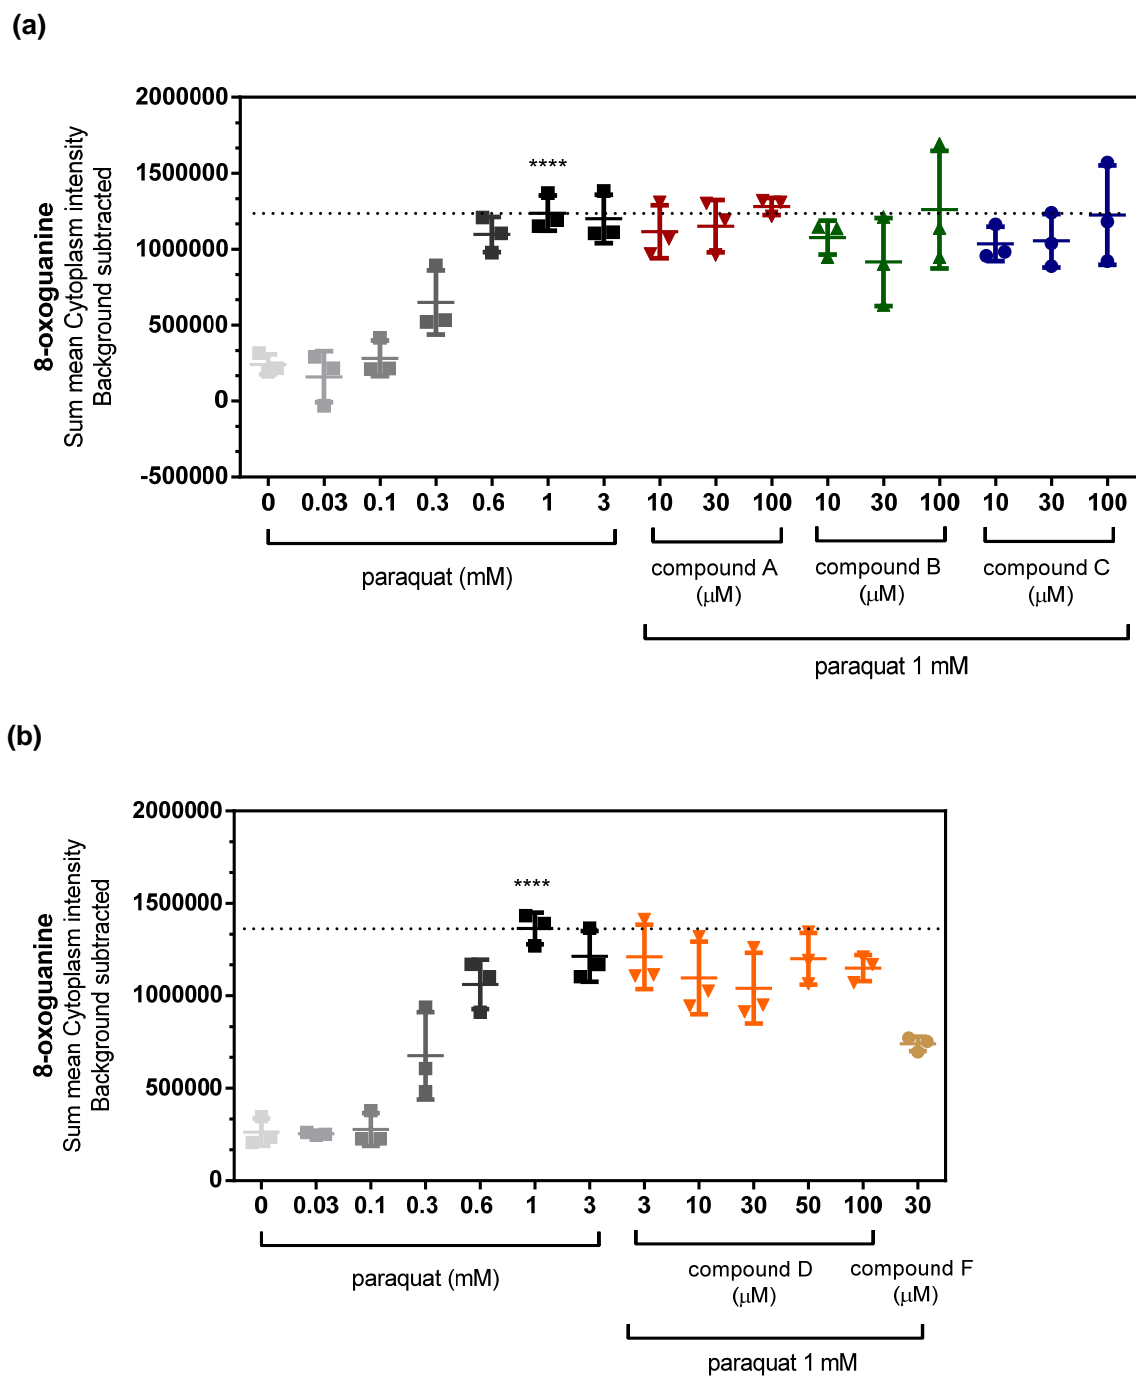 (a)
8-oxoguanine
Sum mean Cytoplasm intensity
Background subtracted
2000000
1500000
1000000
500000
0
-500000
****
0 0.03 0.1 0.3 0.6 1 3 10 30 100 10 30 100 10 30 100
paraquat (mM)
compound A
(μM)
compound B
(μM)
compound C
(μM)
paraquat 1 mM
(b)
8-oxoguanine
Sum mean Cytoplasm intensity
Background subtracted
2000000
1500000
1000000
500000
0
****
0 0.03 0.1 0.3 0.6 1 3 3 10 30 50 100 30
paraquat (mM)
compound D
(μM)
compound F
(μM)
paraquat 1 mM